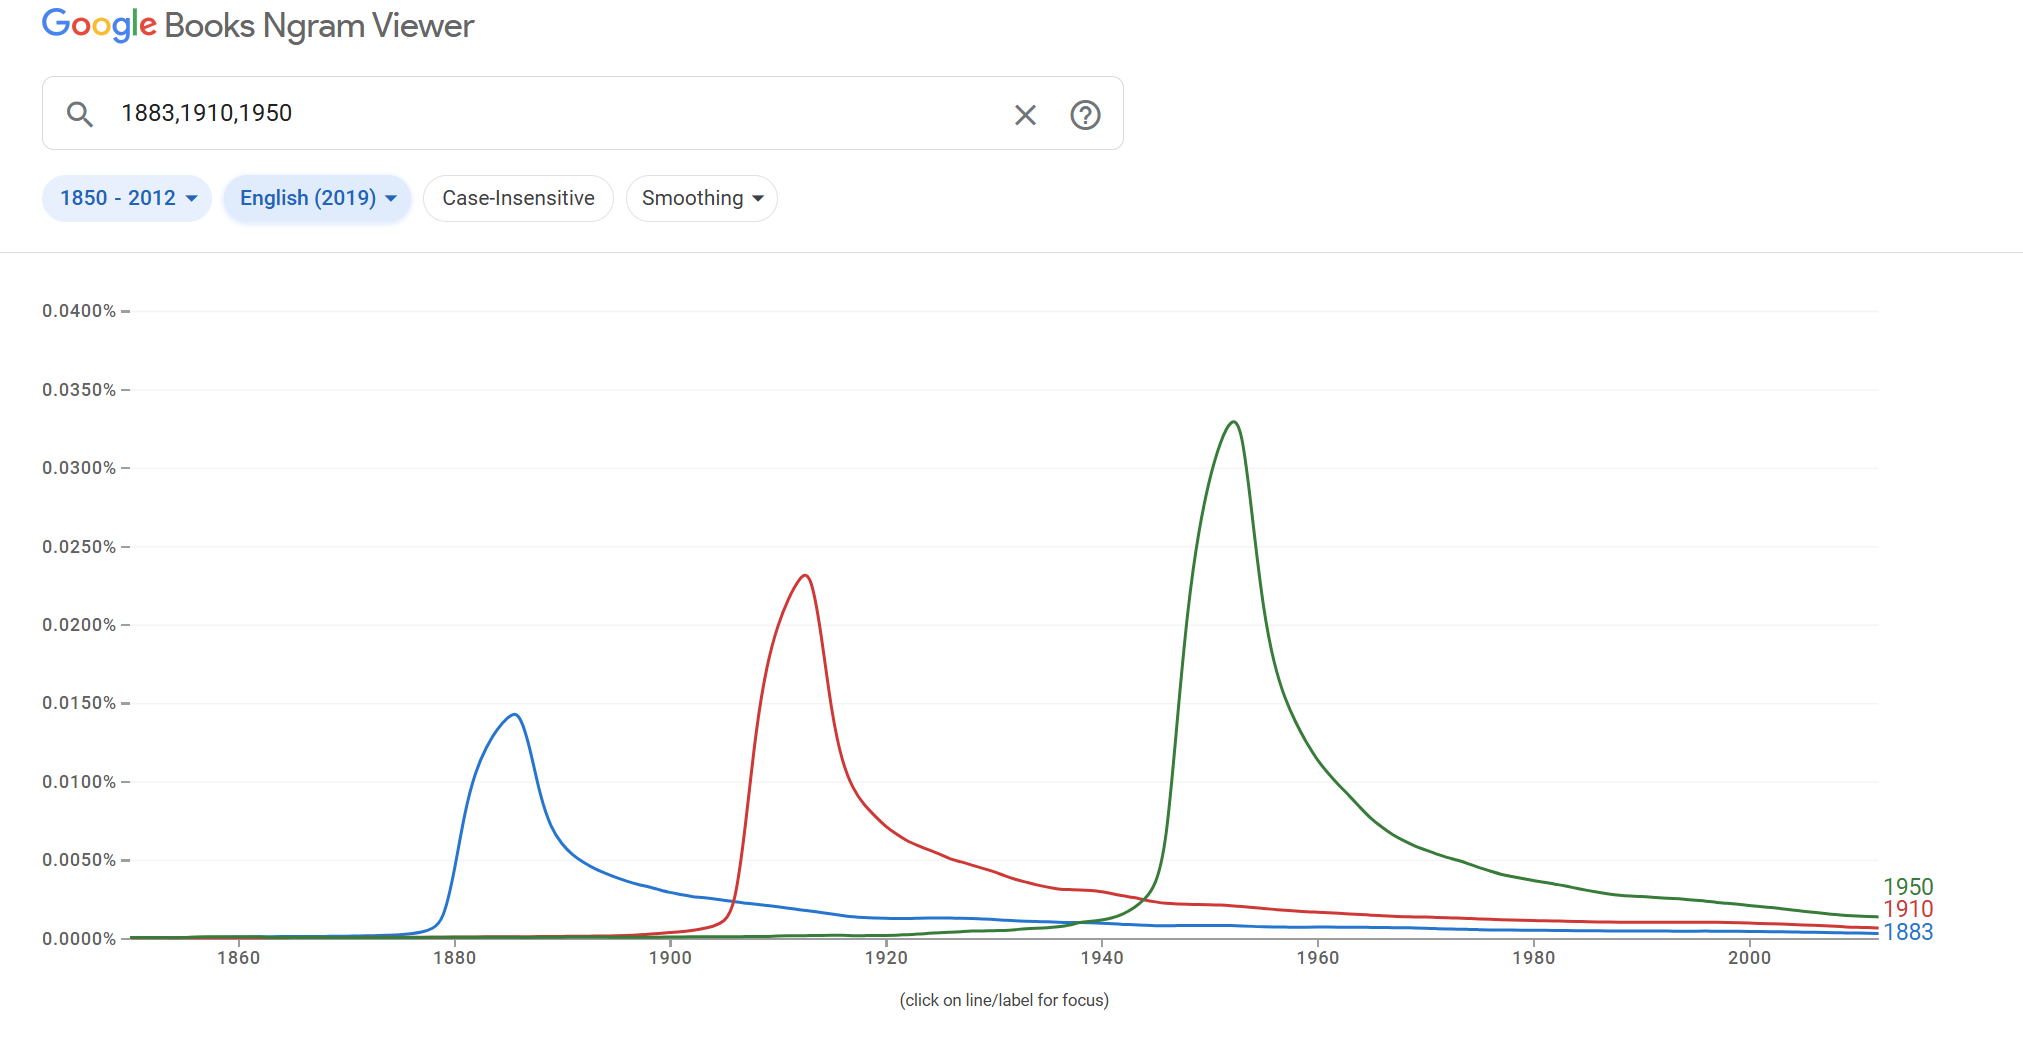 Google Books Ngram Viewer
1883,1910,1950
1850 - 2012
English (2019)
Case-Insensitive
Smoothing
0.0400%
0.0350%
0.0300%
0.0250%
0.0200%
0.0150%
0.0100%
0.0050%
0.0000%
1950
1910
1883
1860 1880 1900 1920 1940 1960 1980 2000
(click on line/label for focus)